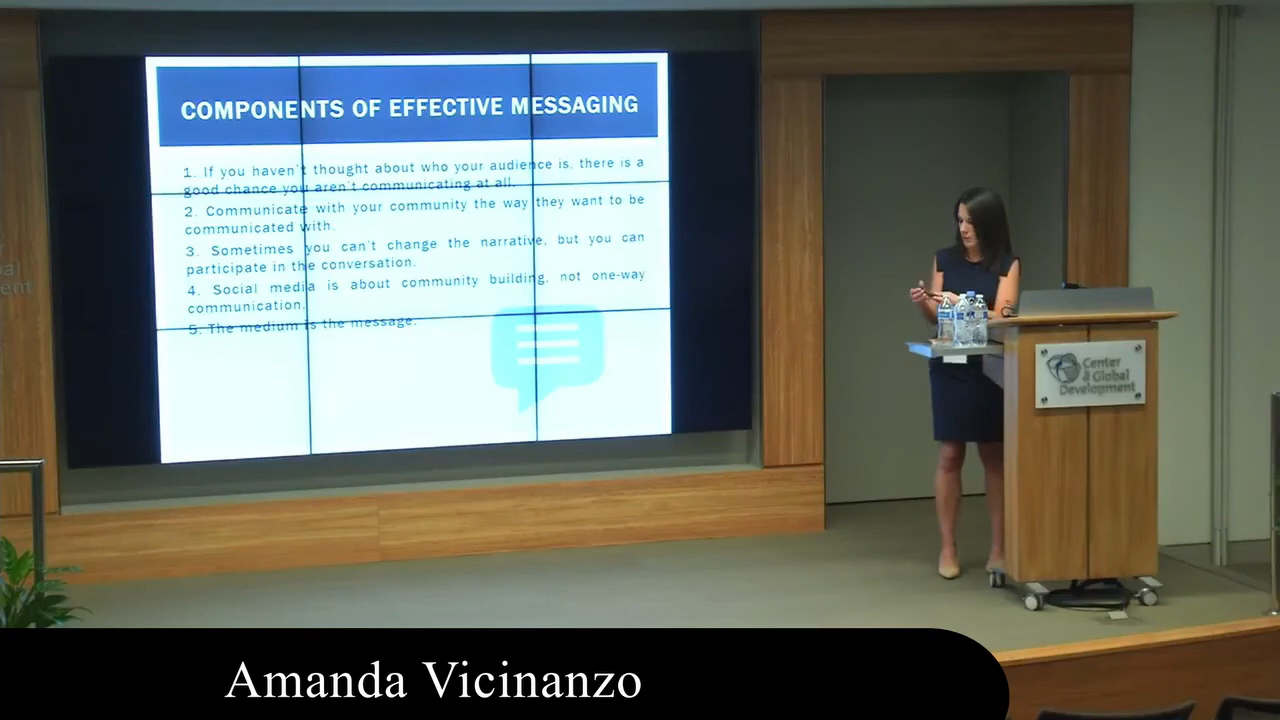 COMPONENTS OF EFFECTIVE MESSAGING
1. If you haven't thought about who your audience is, there is a
good chance you aren't communicating at all.
2. Communicate with your community the way they want to be
communicated with.
3. Sometimes you can't change the narrative, but you can
participate in the conversation.
4. Social media is about community building, not one-way
communication.
5. The medium is the message.
Center
for Global
Development
Amanda Vicinanzo